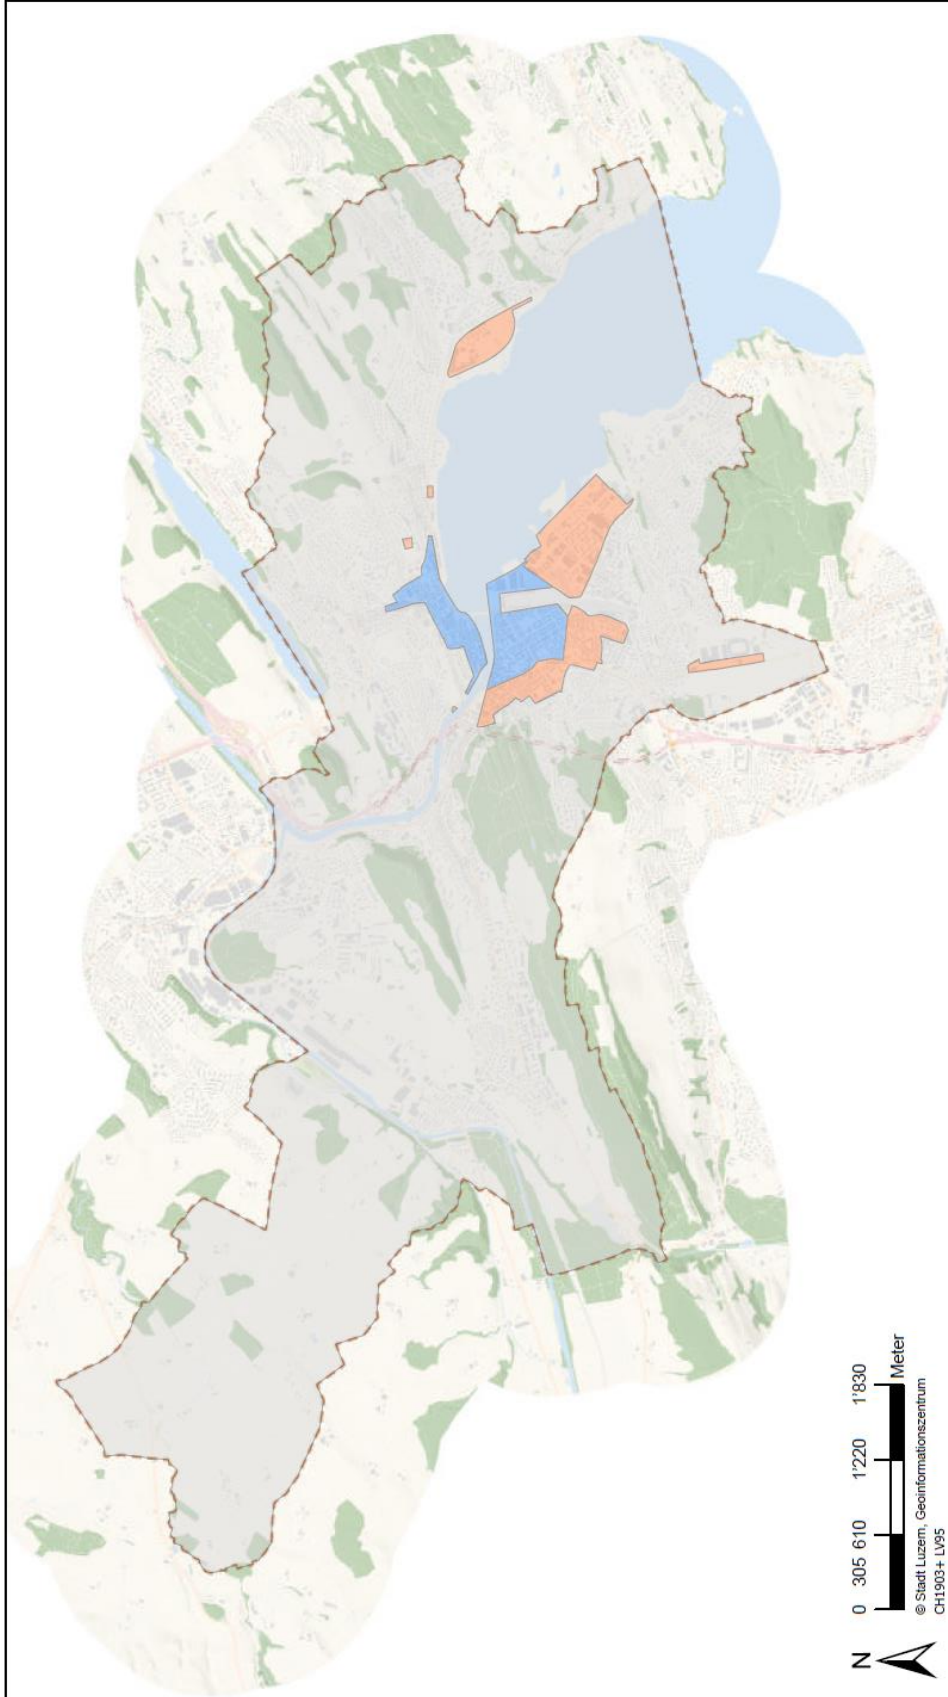 N
0 305 610 1'220 1'830
Meter
© Stadt Luzern, Geoinformationszentrum
CH1903+ LV95